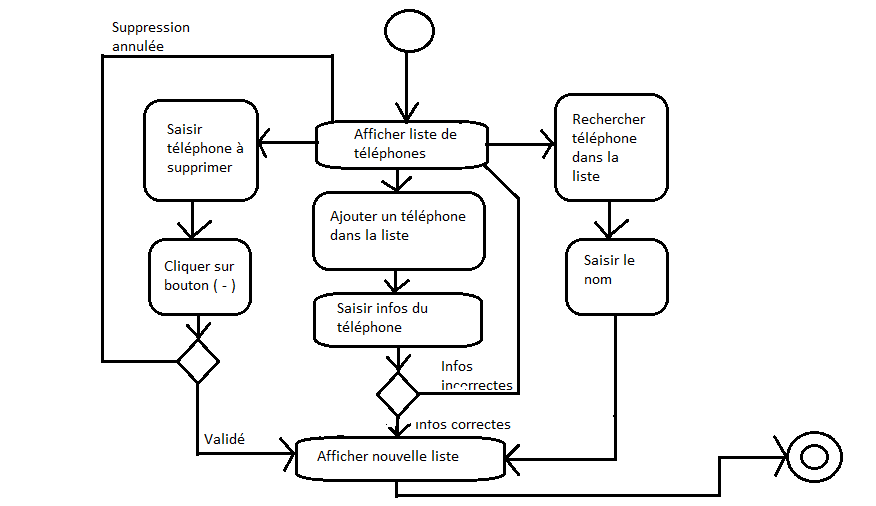 Suppression
annulée
Saisir
téléphone à
supprimer
Afficher liste de
téléphones
Rechercher
téléphone
dans la
liste
Ajouter un téléphone
dans la liste
Cliquer sur
bouton ( - )
Saisir le
nom
Saisir infos du
téléphone
Infos
incorrectes
Infos correctes
Validé
Afficher nouvelle liste